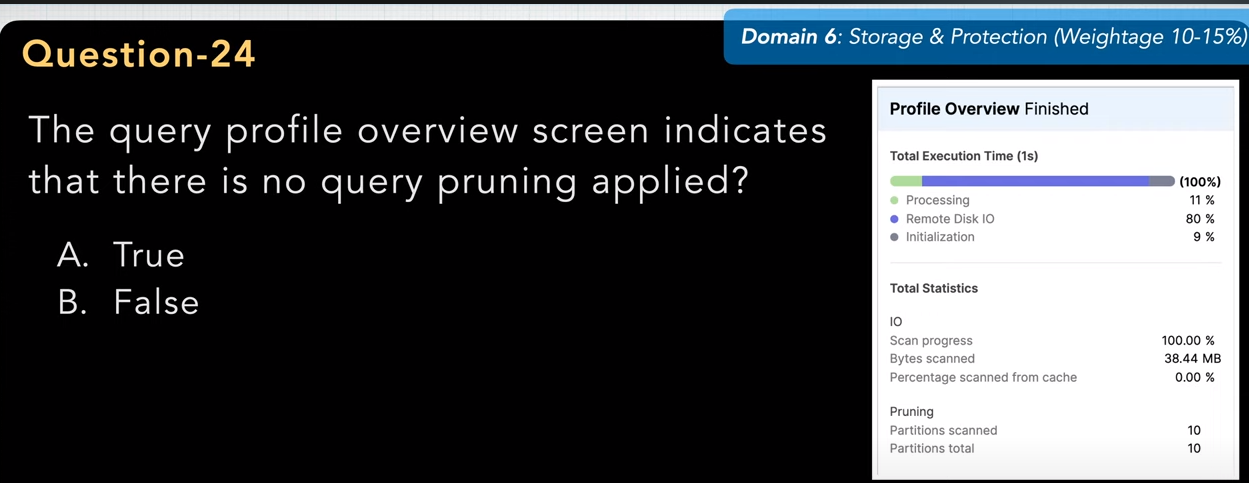 Question-24
Domain 6: Storage & Protection (Weightage 10-15%)
The query profile overview screen indicates
that there is no query pruning applied?
A. True
B. False
Profile Overview Finished
Total Execution Time (1s)
(100%)
Processing 11 %
Remote Disk IO 80 %
Initialization 9 %
Total Statistics
IO
Scan progress 100.00 %
Bytes scanned 38.44 MB
Percentage scanned from cache 0.00 %
Pruning
Partitions scanned 10
Partitions total 10